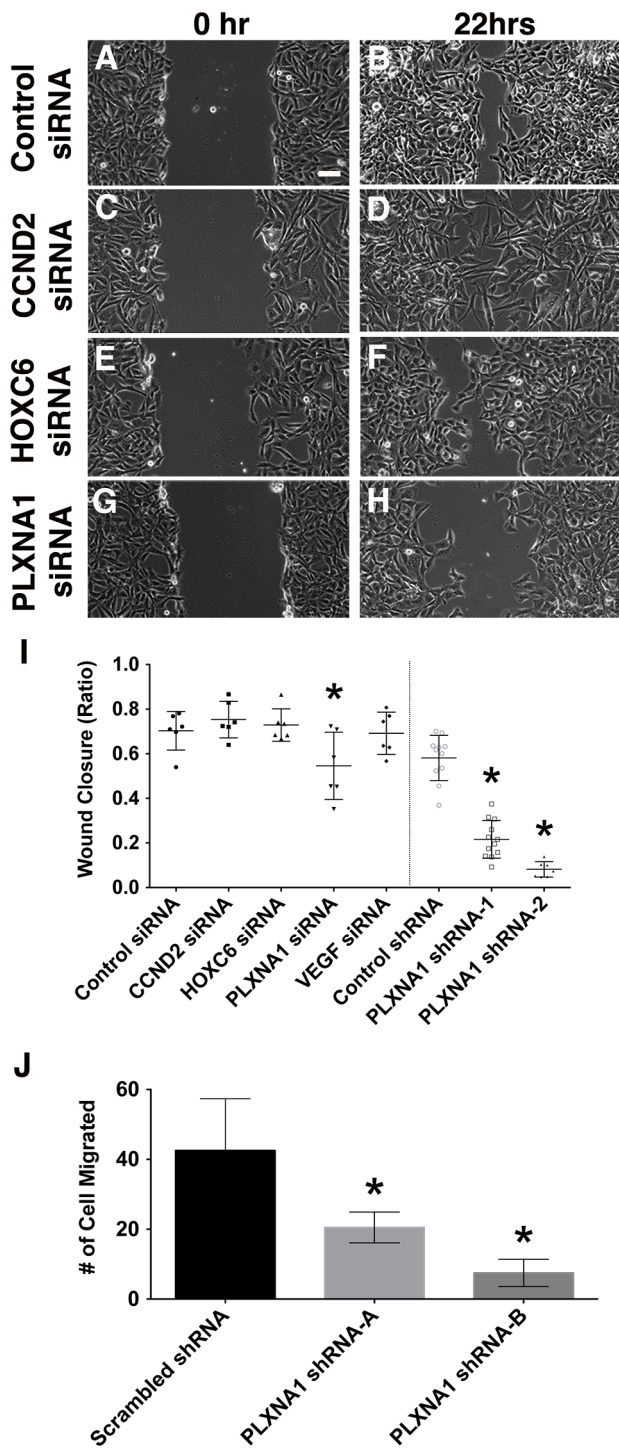 0 hr 22hrs
Control
siRNA
A B
CCND2
siRNA
C D
HOXC6
siRNA
E F
PLXNA1
siRNA
G H
I
Wound Closure (Ratio)
1.0
0.8
0.6
0.4
0.2
0.0
* * *
Control siRNA
CCND2 siRNA
HOXC6 siRNA
PLXNA1 siRNA
VEGF siRNA
Control shRNA
PLXNA1 shRNA-1
PLXNA1 shRNA-2
J
# of Cell Migrated
60
40
20
0
* *
Scrambled shRNA
PLXNA1 shRNA-A
PLXNA1 shRNA-B